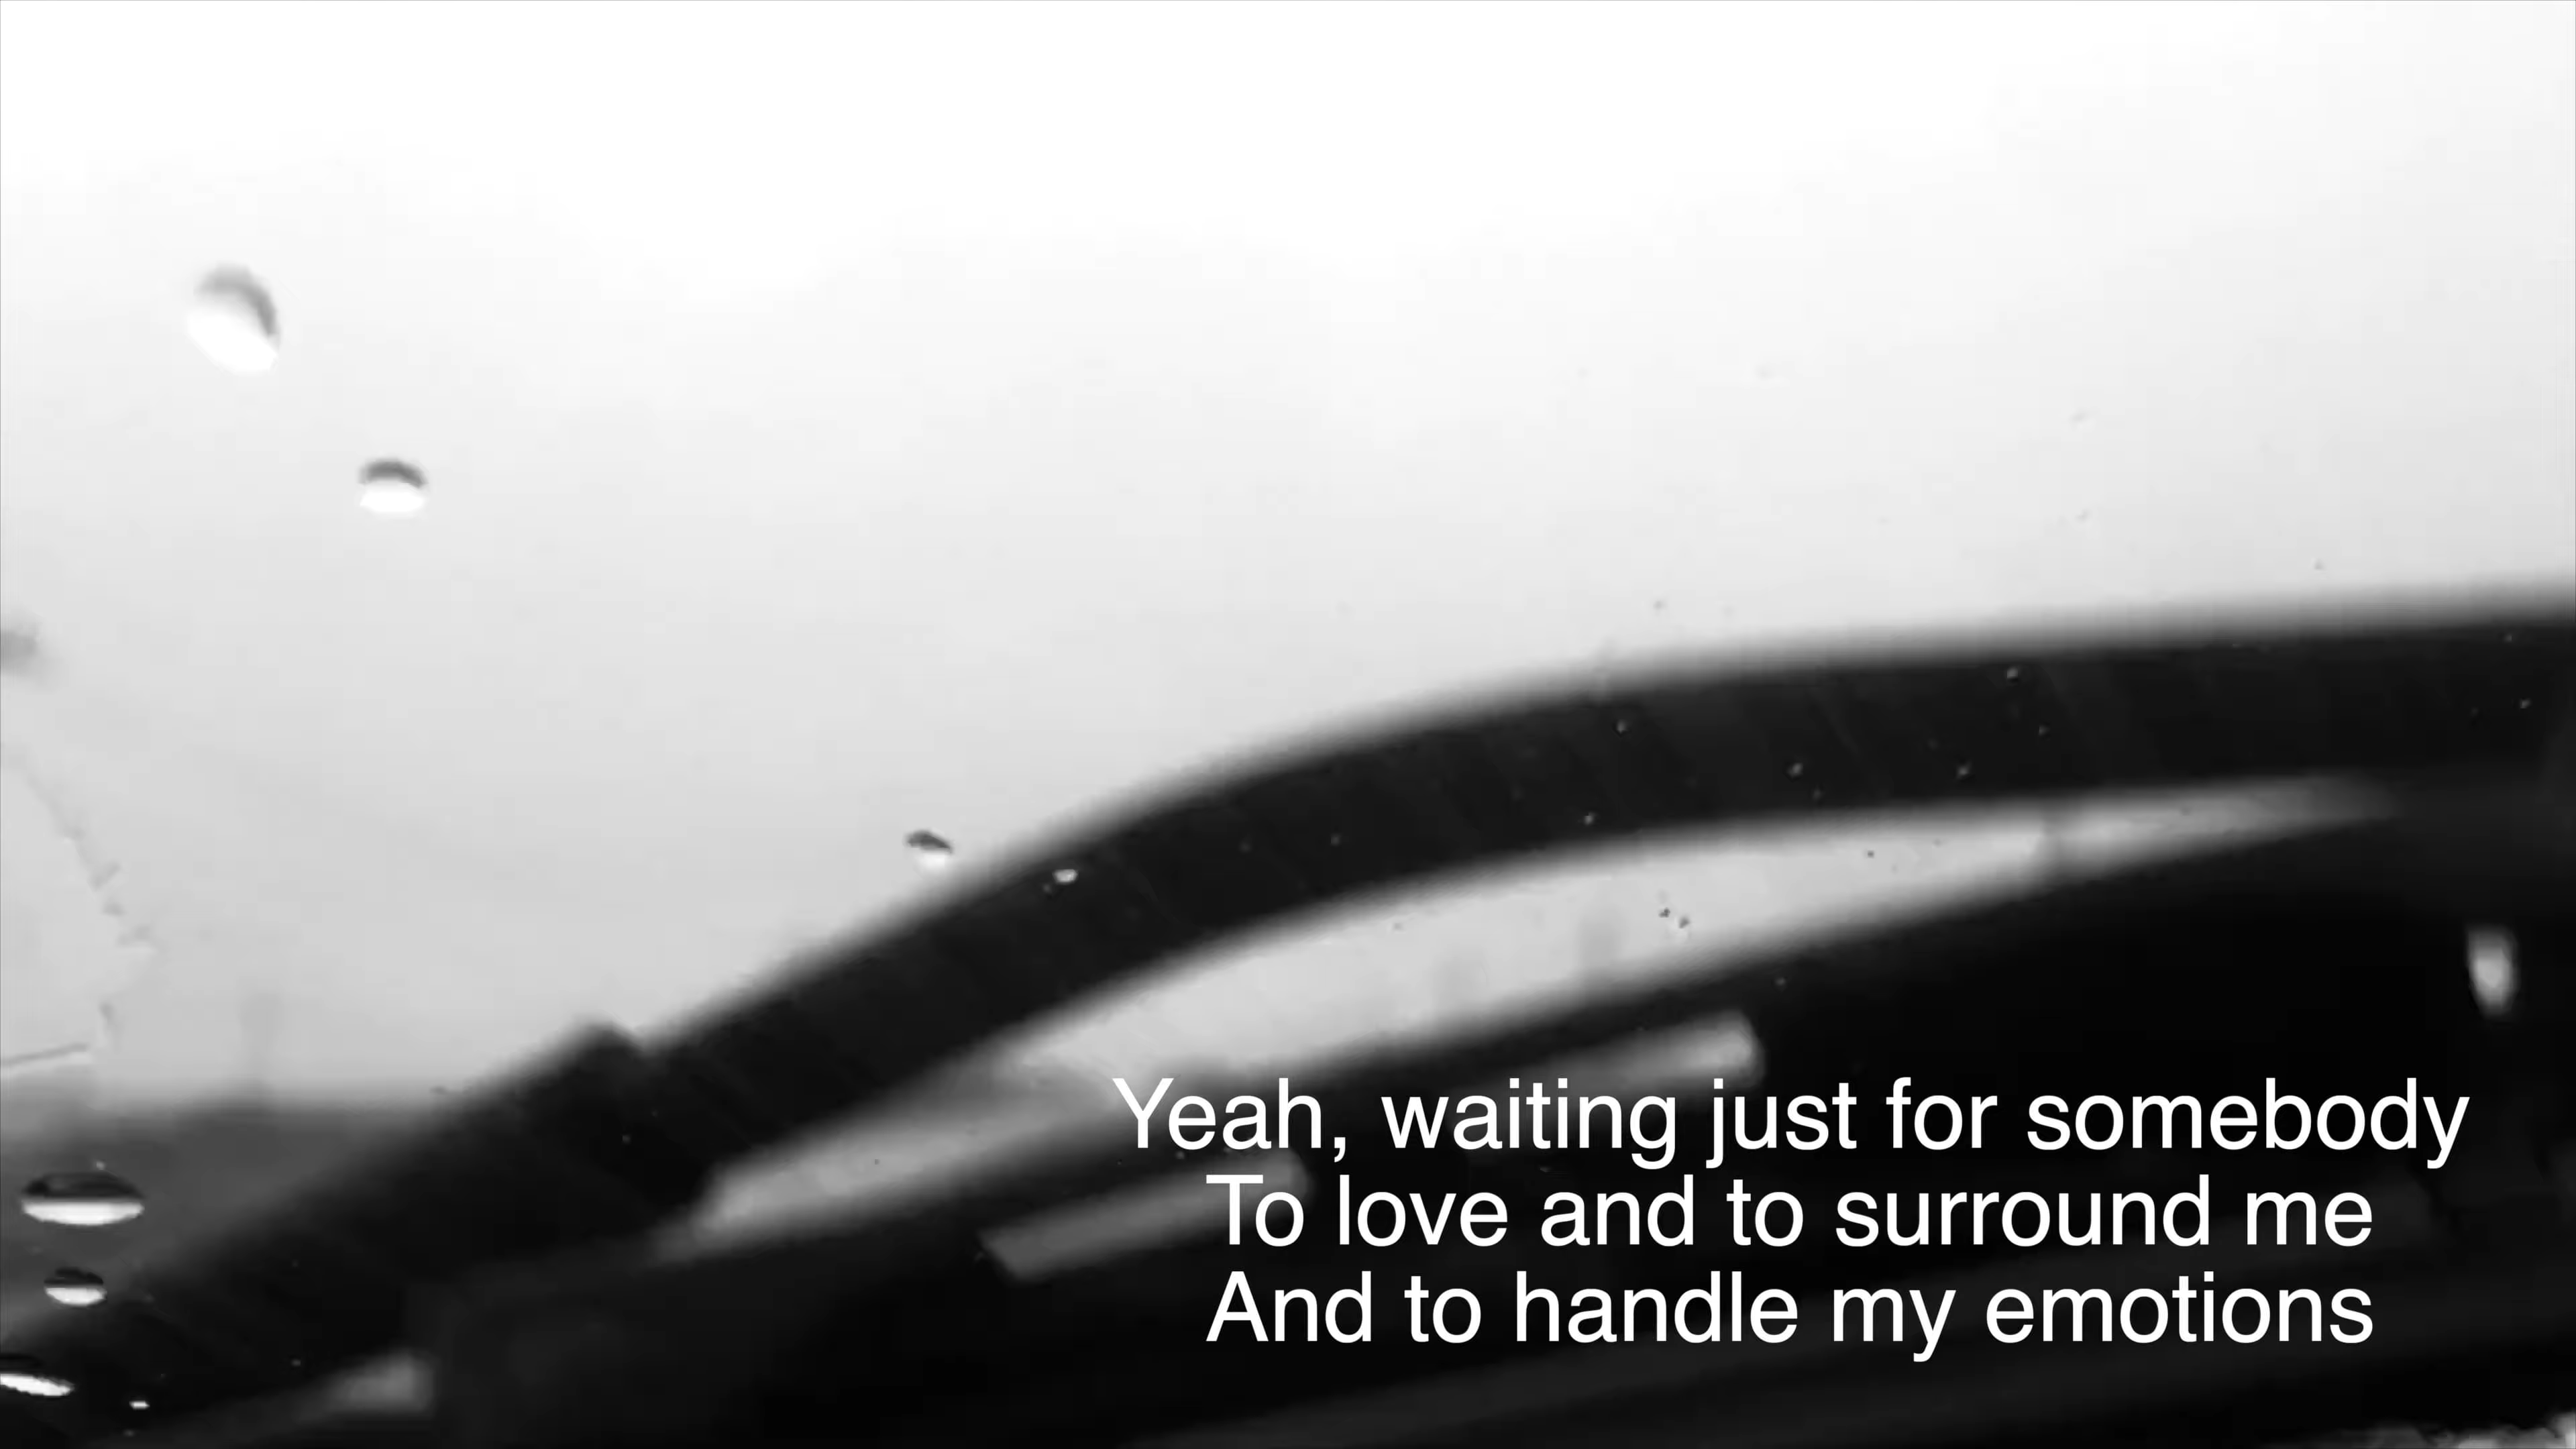 Yeah, waiting just for somebody
To love and to surround me
And to handle my emotions